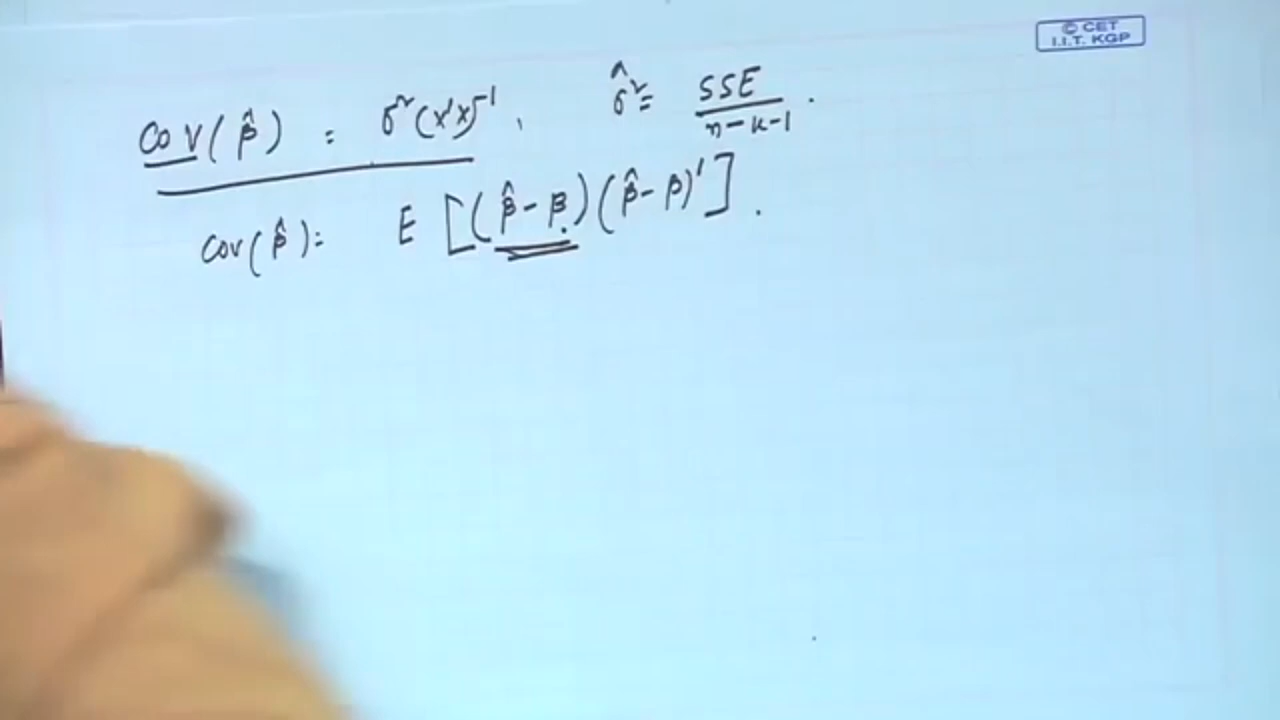 © CET
I.I.T. KGP
Cov(β̂) = σ²(x'x)⁻¹, σ̂² = SSE/n-k-1.
Cov(β̂) = E[(β̂-β)(β̂-β)'].